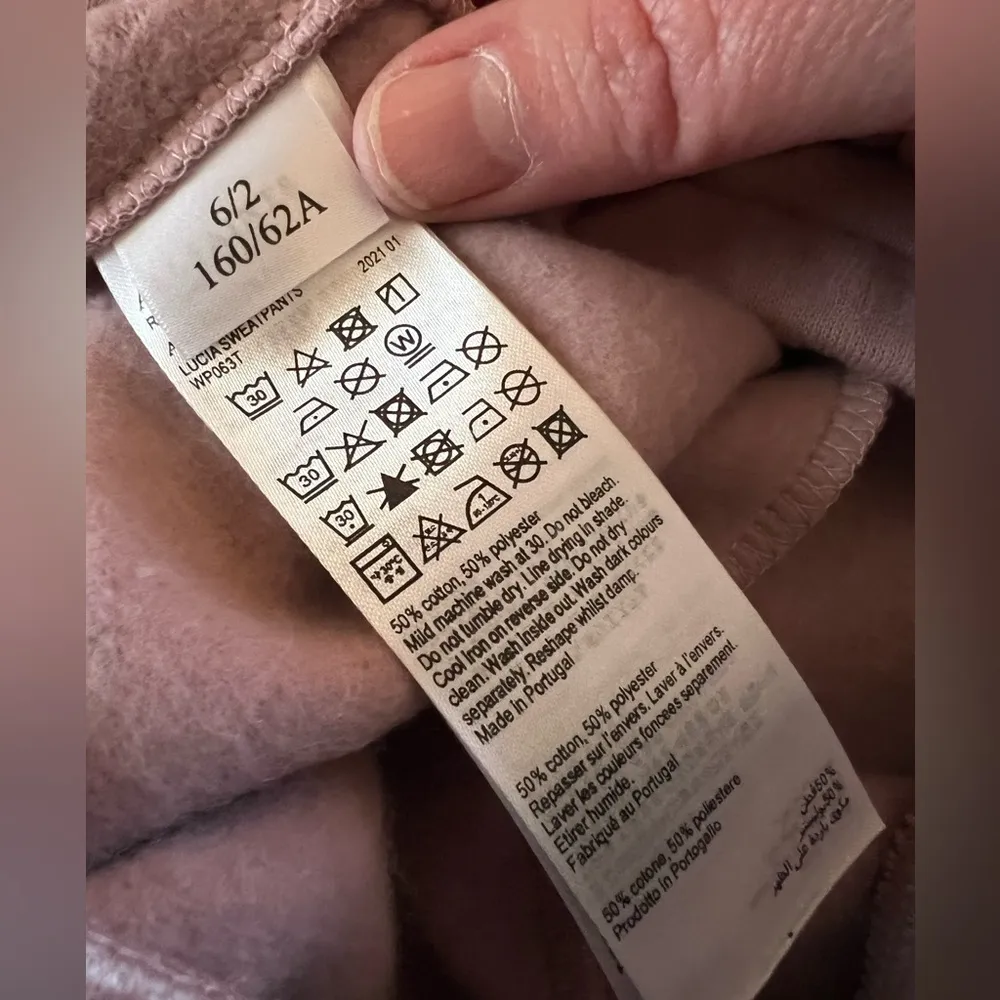 6/2
160/62A
2021 01
LUCIA SWEATPANTS
WP063T
30
W
30
30
50% cotton, 50% polyester
Mild machine wash at 30. Do not bleach.
Do not tumble dry. Line drying in shade.
Cool Iron on reverse side. Do not dry
clean. Wash Inside out. Wash dark colours
separately. Reshape whilst damp.
Made in Portugal
50% cotton, 50% polyester
Repasser sur l'envers. Laver à l'envers.
Laver les couleurs foncees separement.
Etirer humide.
Fabriqué au Portugal
50% cotone, 50% poliestere
Prodotto in Portogallo
50% قطن